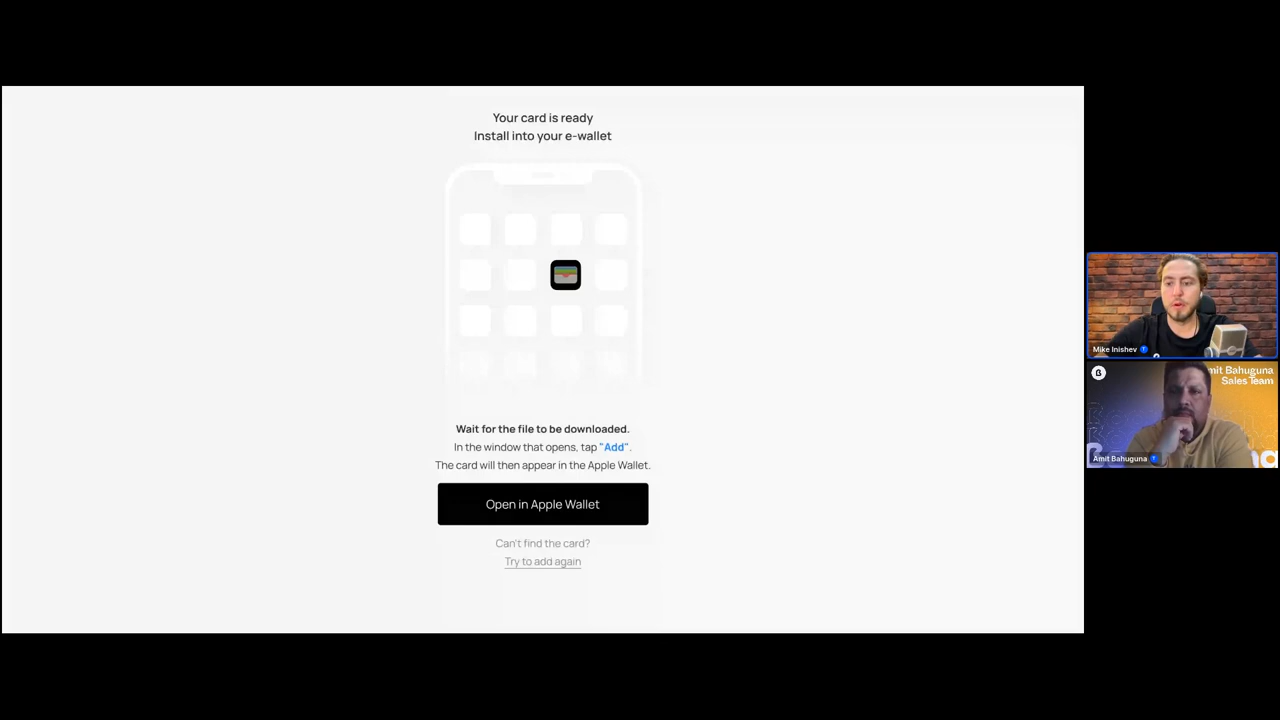 Your card is ready
Install into your e-wallet
Wait for the file to be downloaded.
In the window that opens, tap "Add".
The card will then appear in the Apple Wallet.
Open in Apple Wallet
Can't find the card?
Try to add again
Mike Inishev
mit Bahuguna
Sales Team
Amit Bahuguna